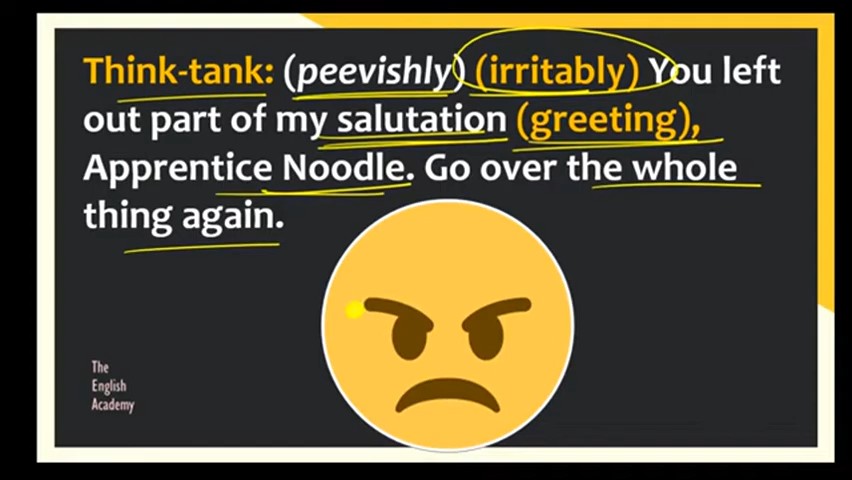 Think-tank: (peevishly) (irritably) You left
out part of my salutation (greeting),
Apprentice Noodle. Go over the whole
thing again.
The
English
Academy